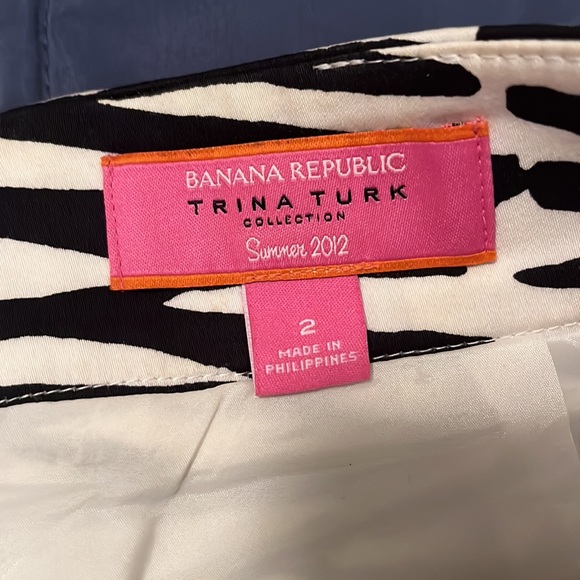 BANANA REPUBLIC
TRINA TURK
COLLECTION
Summer 2012
2
MADE IN
PHILIPPINES